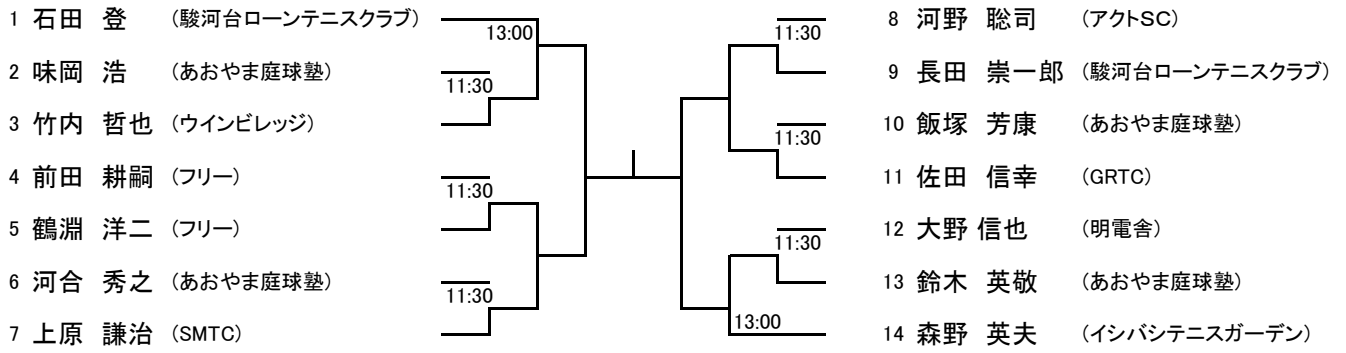 1 石田 登 （駿河台ローンテニスクラブ）
13:00
2 味岡 浩 （あおやま庭球塾）
11:30
3 竹内 哲也 （ウインビレッジ）
4 前田 耕嗣 （フリー）
11:30
5 鶴淵 洋二 （フリー）
6 河合 秀之 （あおやま庭球塾）
11:30
7 上原 謙治 （SMTC）
8 河野 聡司 （アクトSC）
11:30
9 長田 崇一郎 （駿河台ローンテニスクラブ）
10 飯塚 芳康 （あおやま庭球塾）
11:30
11 佐田 信幸 （GRTC）
12 大野 信也 （明電舎）
11:30
13 鈴木 英敬 （あおやま庭球塾）
13:00
14 森野 英夫 （イシバシテニスガーデン）